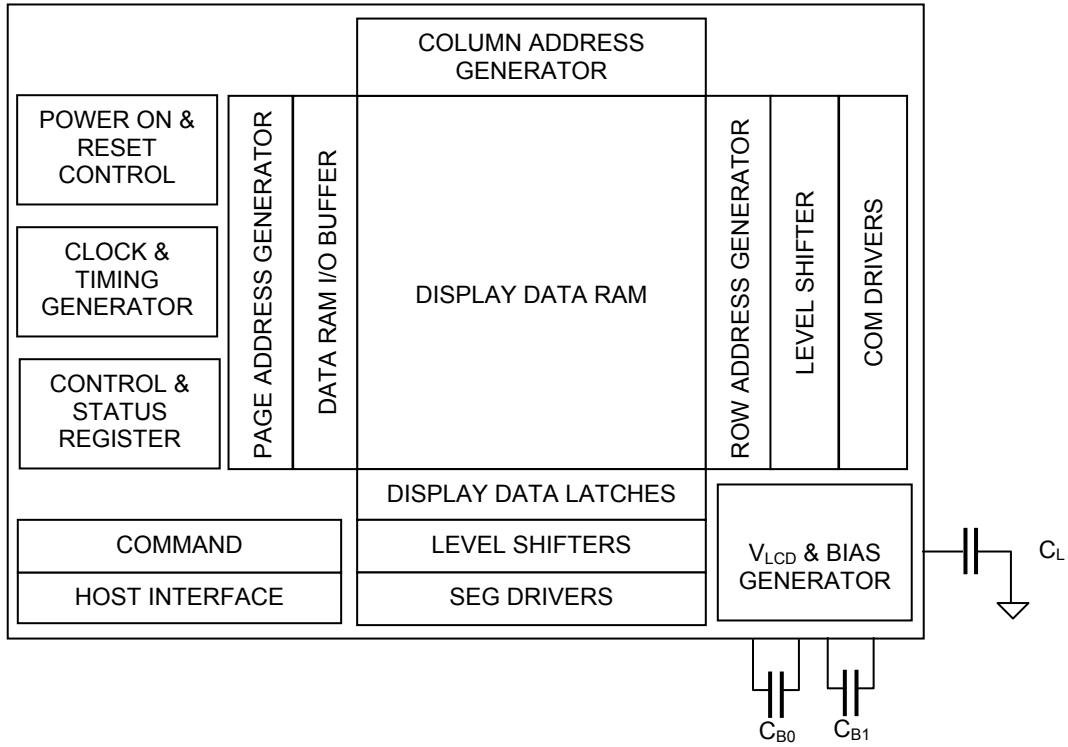 COLUMN ADDRESS
GENERATOR
POWER ON &
RESET
CONTROL
CLOCK &
TIMING
GENERATOR
CONTROL &
STATUS
REGISTER
PAGE ADDRESS GENERATOR
DATA RAM I/O BUFFER
DISPLAY DATA RAM
ROW ADDRESS GENERATOR
LEVEL SHIFTER
COM DRIVERS
DISPLAY DATA LATCHES
COMMAND
HOST INTERFACE
LEVEL SHIFTERS
SEG DRIVERS
VLCD & BIAS
GENERATOR
CL
CB0
CB1